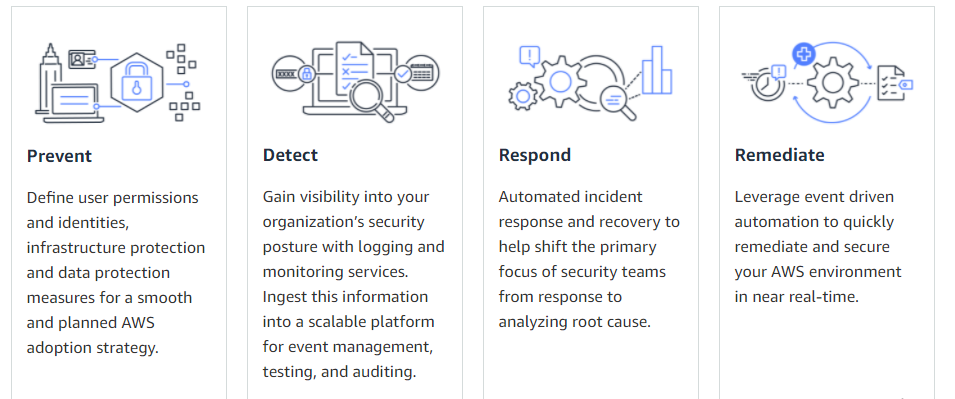 Prevent
Define user permissions
and identities,
infrastructure protection
and data protection
measures for a smooth
and planned AWS
adoption strategy.
Detect
Gain visibility into your
organization’s security
posture with logging and
monitoring services.
Ingest this information
into a scalable platform
for event management,
testing, and auditing.
Respond
Automated incident
response and recovery to
help shift the primary
focus of security teams
from response to
analyzing root cause.
Remediate
Leverage event driven
automation to quickly
remediate and secure
your AWS environment
in near real-time.